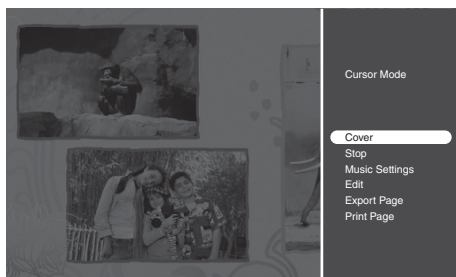 Cursor Mode
Cover
Stop
Music Settings
Edit
Export Page
Print Page